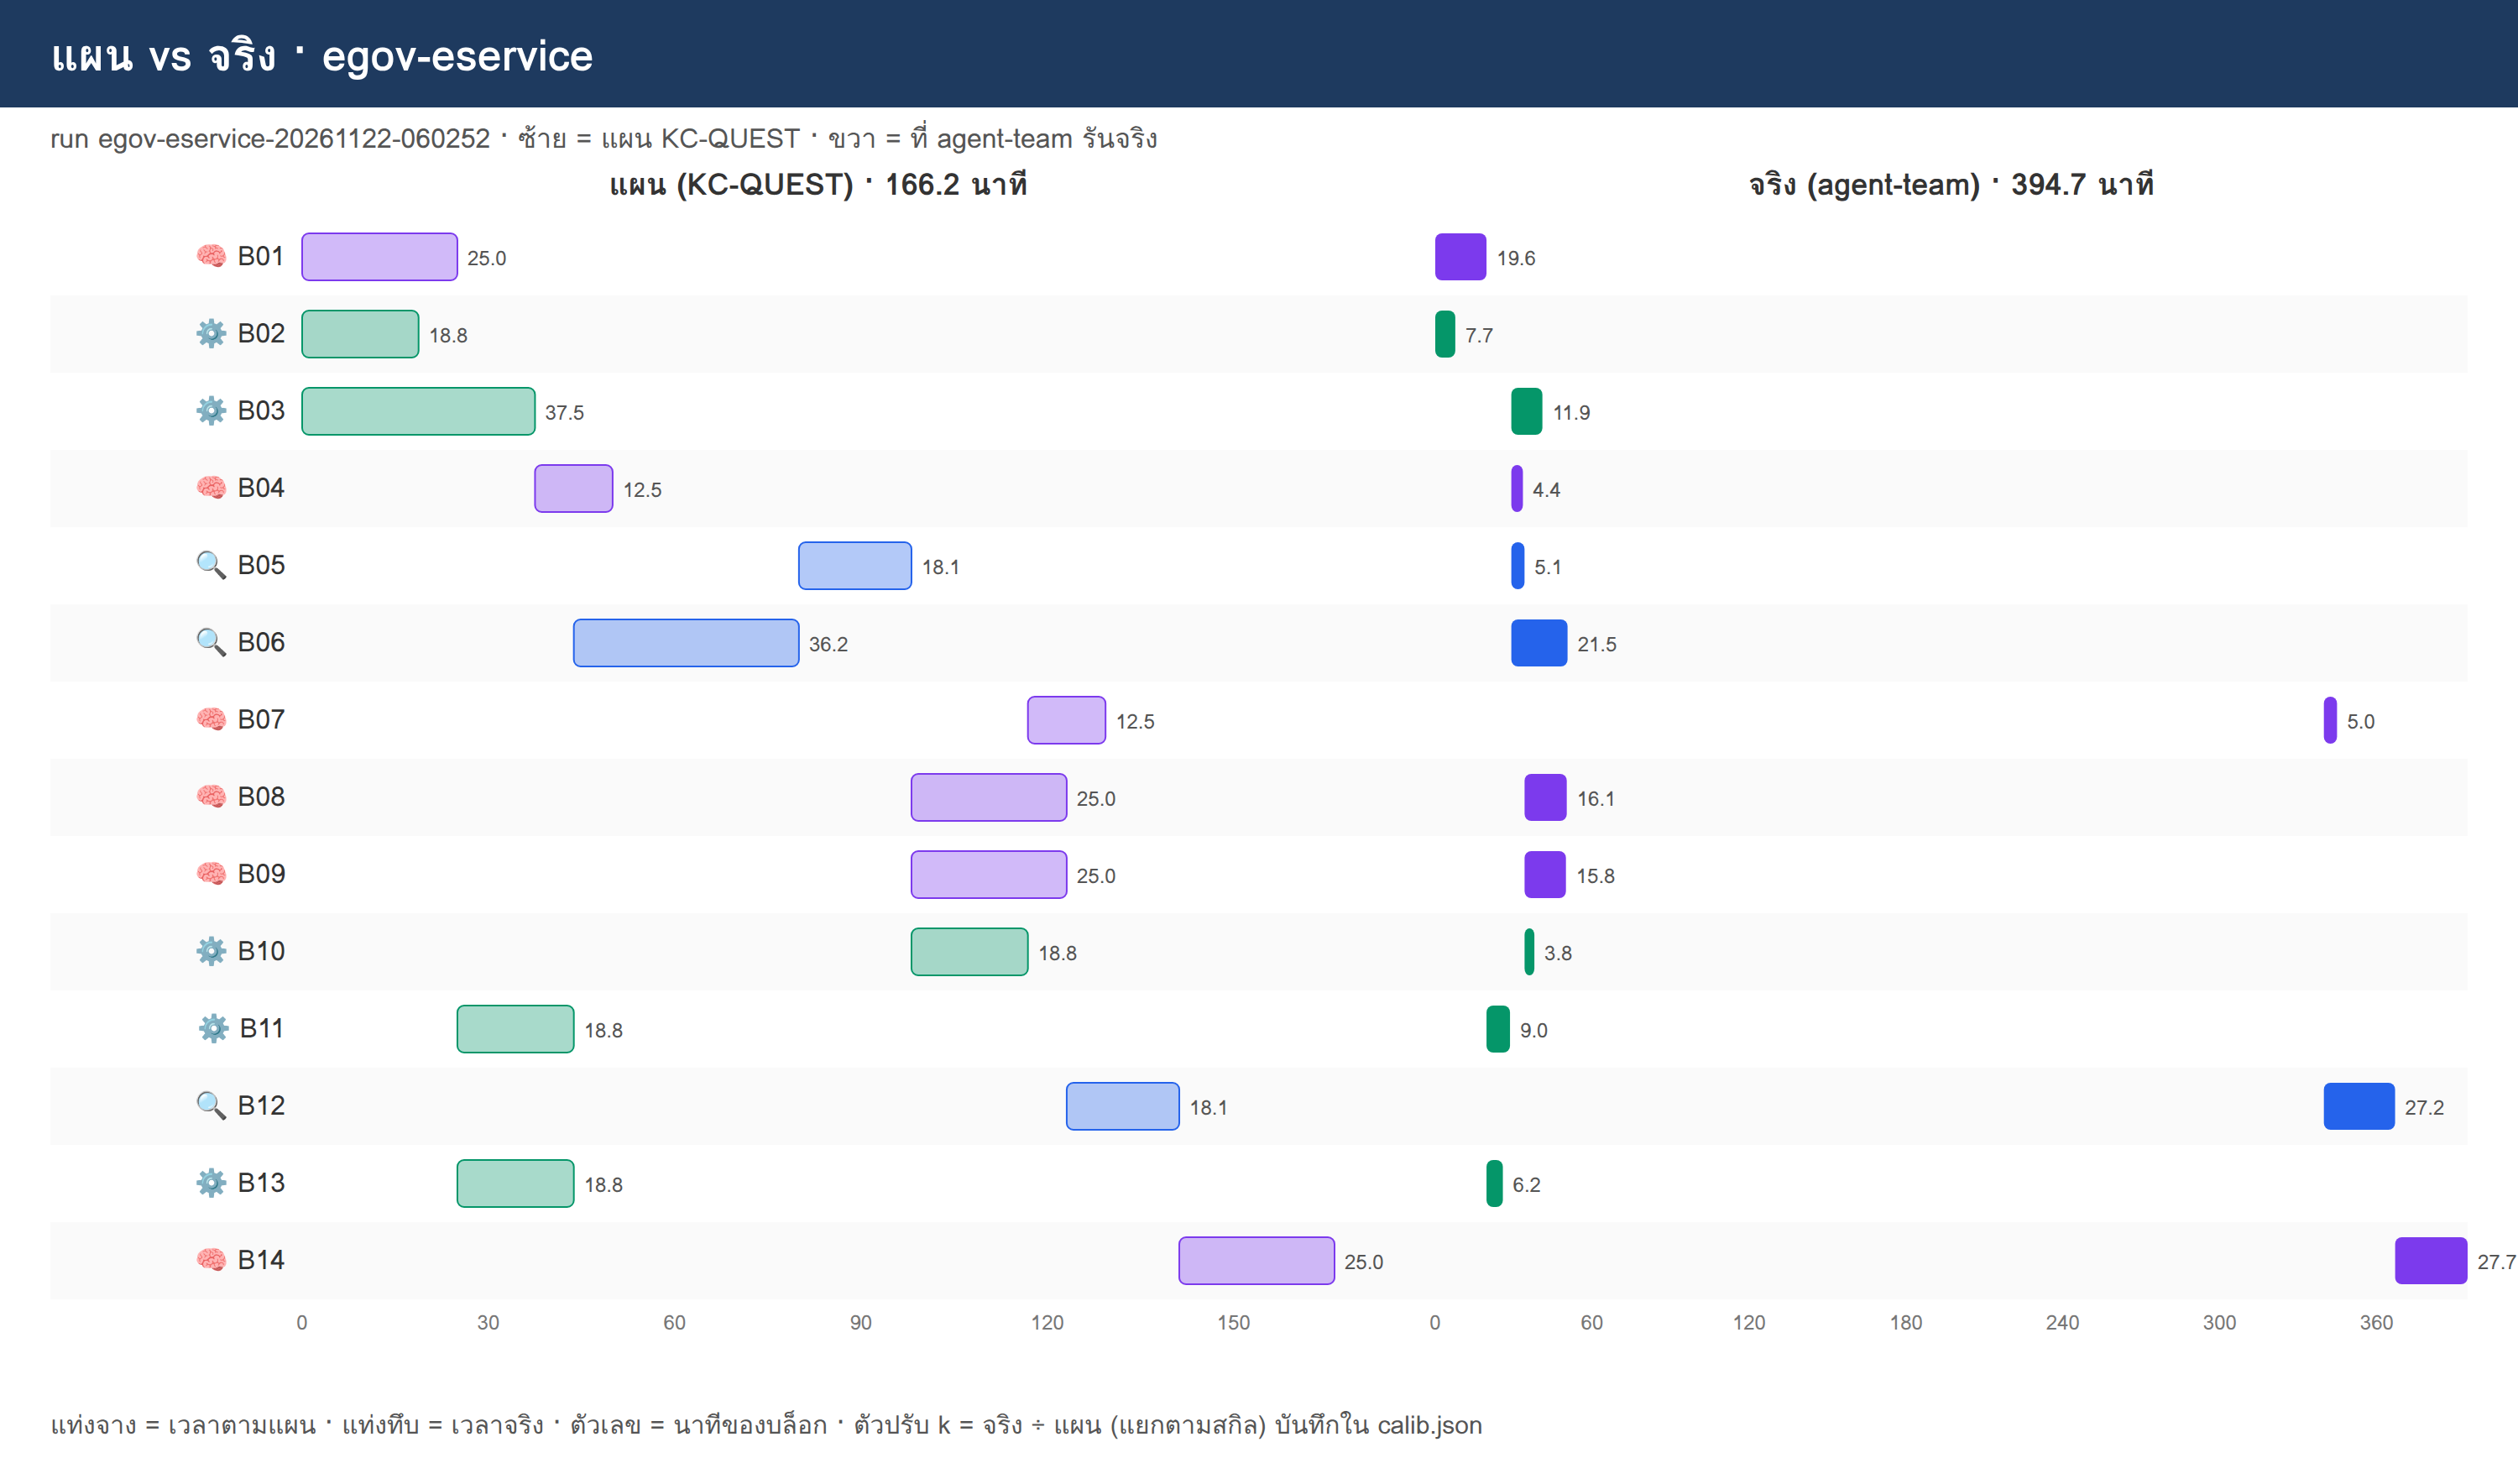 แผน vs จริง · egov-eservice
run egov-eservice-20261122-060252 · ซ้าย = แผน KC-QUEST · ขวา = ที่ agent-team รันจริง
แผน (KC-QUEST) · 166.2 นาที จริง (agent-team) · 394.7 นาที
B01 25.0 19.6
B02 18.8 7.7
B03 37.5 11.9
B04 12.5 4.4
B05 18.1 5.1
B06 36.2 21.5
B07 12.5 5.0
B08 25.0 16.1
B09 25.0 15.8
B10 18.8 3.8
B11 18.8 9.0
B12 18.1 27.2
B13 18.8 6.2
B14 25.0 27.7
0 30 60 90 120 150 0 60 120 180 240 300 360
แท่งจาง = เวลาตามแผน · แท่งทึบ = เวลาจริง · ตัวเลข = นาทีของบล็อก · ตัวปรับ k = จริง ÷ แผน (แยกตามสกิล) บันทึกใน calib.json